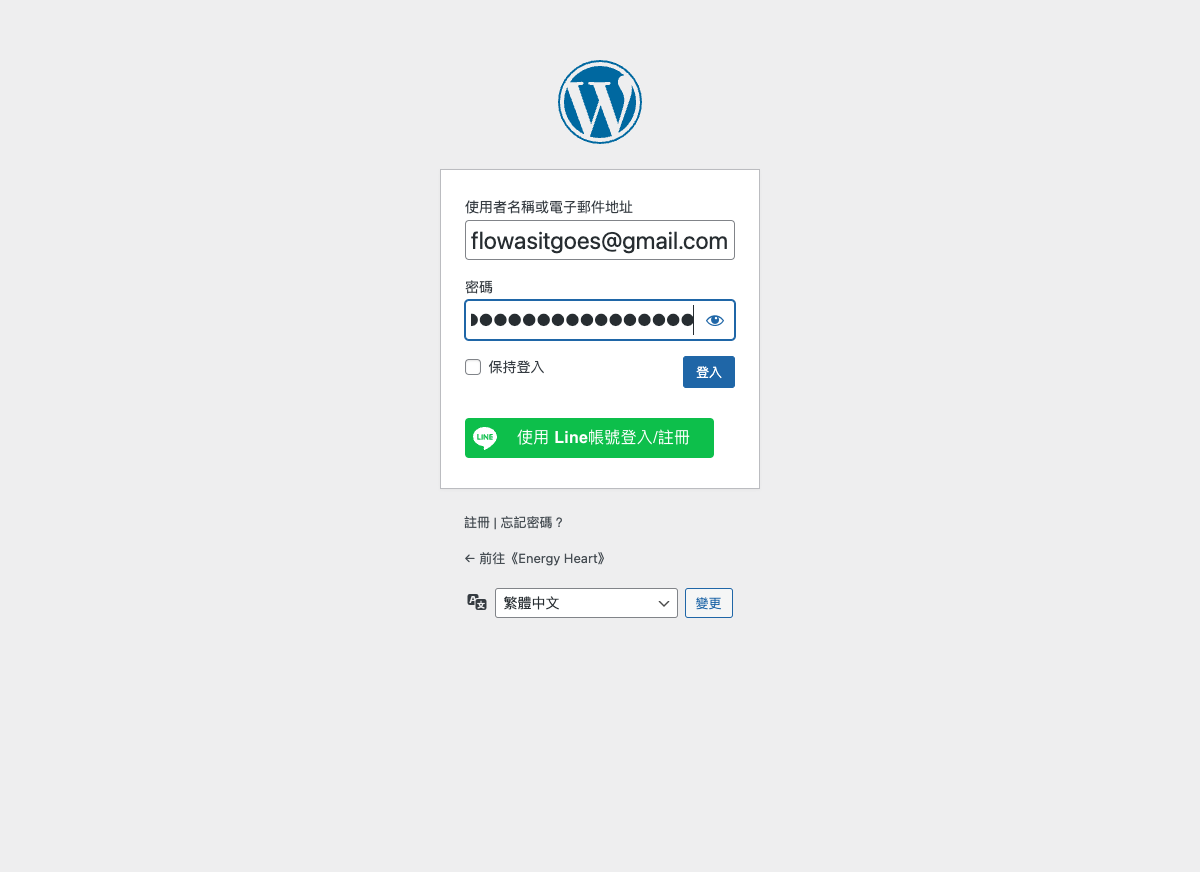 使用者名稱或電子郵件地址
flowasitgoes@gmail.com
密碼
保持登入
登入
LINE 使用 Line帳號登入/註冊
註冊 | 忘記密碼？
← 前往《Energy Heart》
繁體中文 變更